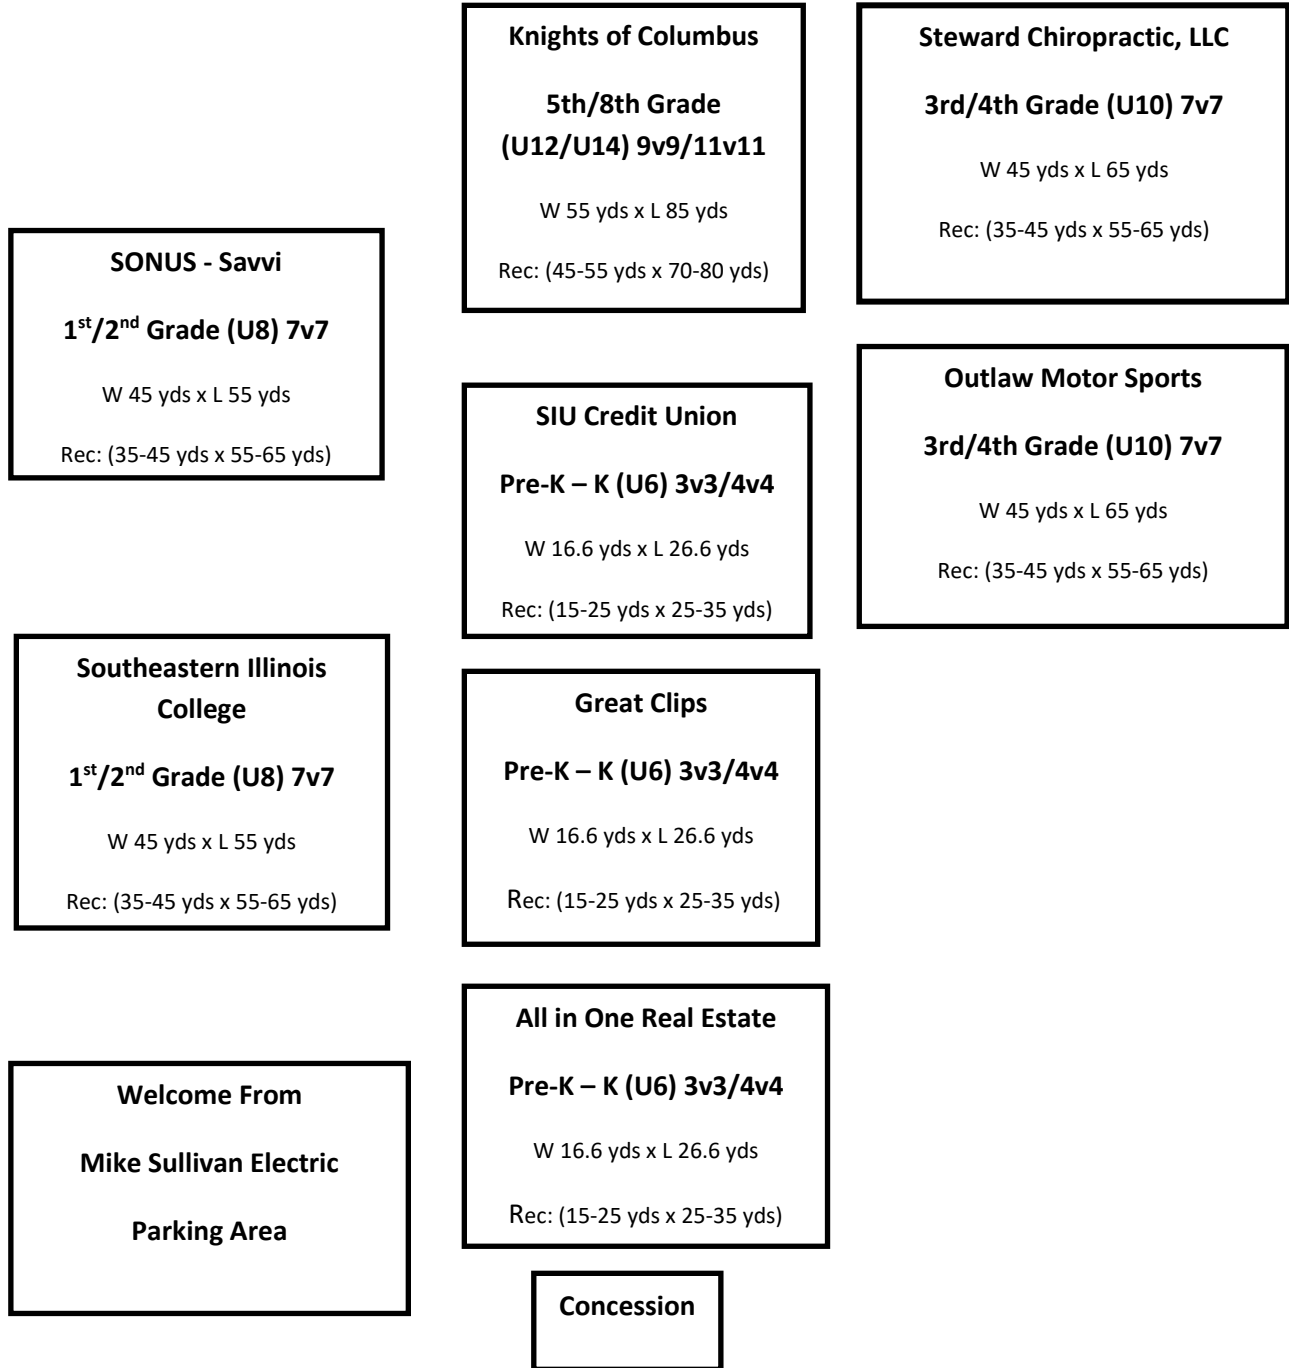 Knights of Columbus
5th/8th Grade
(U12/U14) 9v9/11v11
W 55 yds x L 85 yds
Rec: (45-55 yds x 70-80 yds)
Steward Chiropractic, LLC
3rd/4th Grade (U10) 7v7
W 45 yds x L 65 yds
Rec: (35-45 yds x 55-65 yds)
SONUS - Savvi
1st/2nd Grade (U8) 7v7
W 45 yds x L 55 yds
Rec: (35-45 yds x 55-65 yds)
SIU Credit Union
Pre-K – K (U6) 3v3/4v4
W 16.6 yds x L 26.6 yds
Rec: (15-25 yds x 25-35 yds)
Outlaw Motor Sports
3rd/4th Grade (U10) 7v7
W 45 yds x L 65 yds
Rec: (35-45 yds x 55-65 yds)
Southeastern Illinois
College
1st/2nd Grade (U8) 7v7
W 45 yds x L 55 yds
Rec: (35-45 yds x 55-65 yds)
Great Clips
Pre-K – K (U6) 3v3/4v4
W 16.6 yds x L 26.6 yds
Rec: (15-25 yds x 25-35 yds)
All in One Real Estate
Pre-K – K (U6) 3v3/4v4
W 16.6 yds x L 26.6 yds
Rec: (15-25 yds x 25-35 yds)
Welcome From
Mike Sullivan Electric
Parking Area
Concession